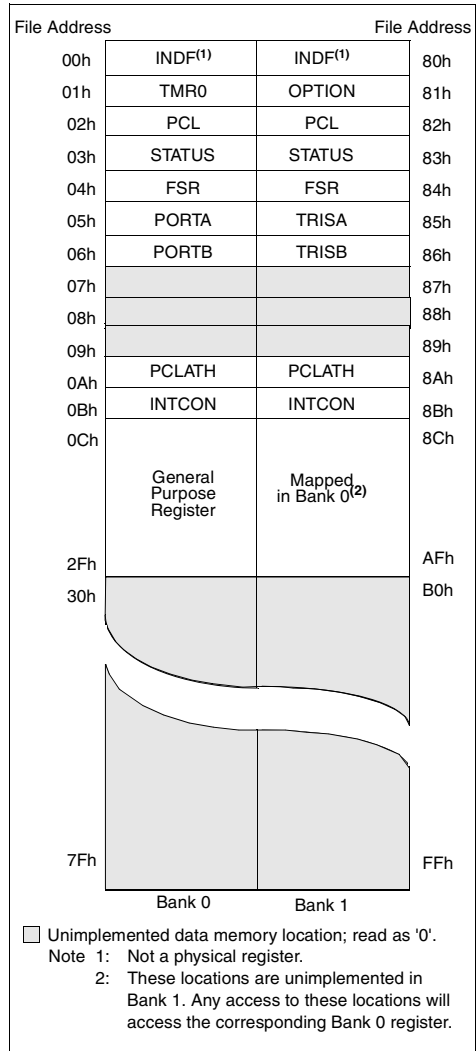 File Address File Address
00h INDF(1) INDF(1) 80h
01h TMR0 OPTION 81h
02h PCL PCL 82h
03h STATUS STATUS 83h
04h FSR FSR 84h
05h PORTA TRISA 85h
06h PORTB TRISB 86h
07h 87h
08h 88h
09h 89h
0Ah PCLATH PCLATH 8Ah
0Bh INTCON INTCON 8Bh
0Ch 8Ch
General Mapped
Purpose in Bank 0(2)
Register
2Fh AFh
30h B0h
7Fh FFh
Bank 0 Bank 1
Unimplemented data memory location; read as '0'.
Note 1: Not a physical register.
2: These locations are unimplemented in
Bank 1. Any access to these locations will
access the corresponding Bank 0 register.